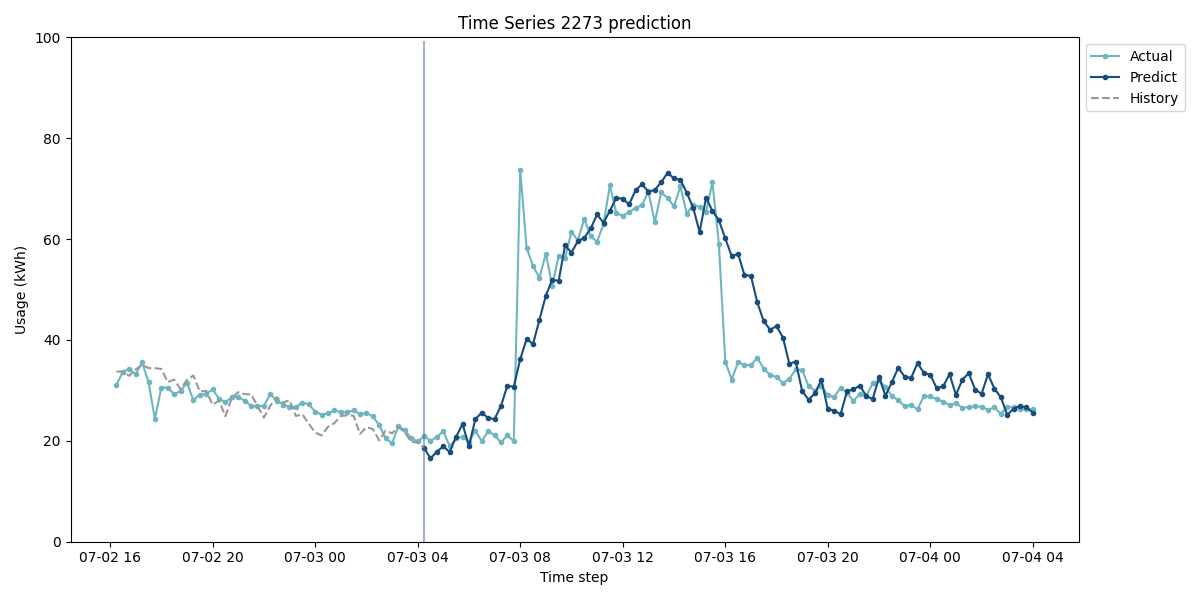 Time Series 2273 prediction
100
80
60
40
20
0
Usage (kWh)
07-02 16
07-02 20
07-03 00
07-03 04
07-03 08
07-03 12
07-03 16
07-03 20
07-04 00
07-04 04
Time step
Actual
Predict
History